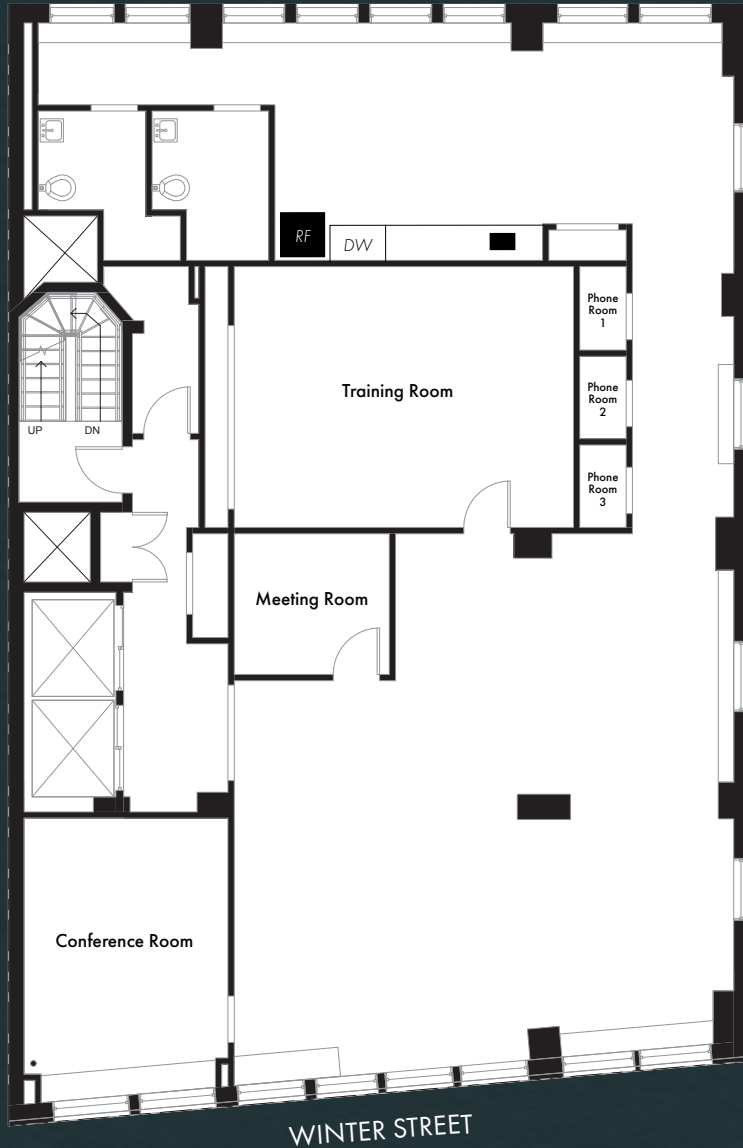 RF
DW
Phone
Room
1
Training Room
Phone
Room
2
UP
DN
Phone
Room
3
Meeting Room
Conference Room
WINTER STREET